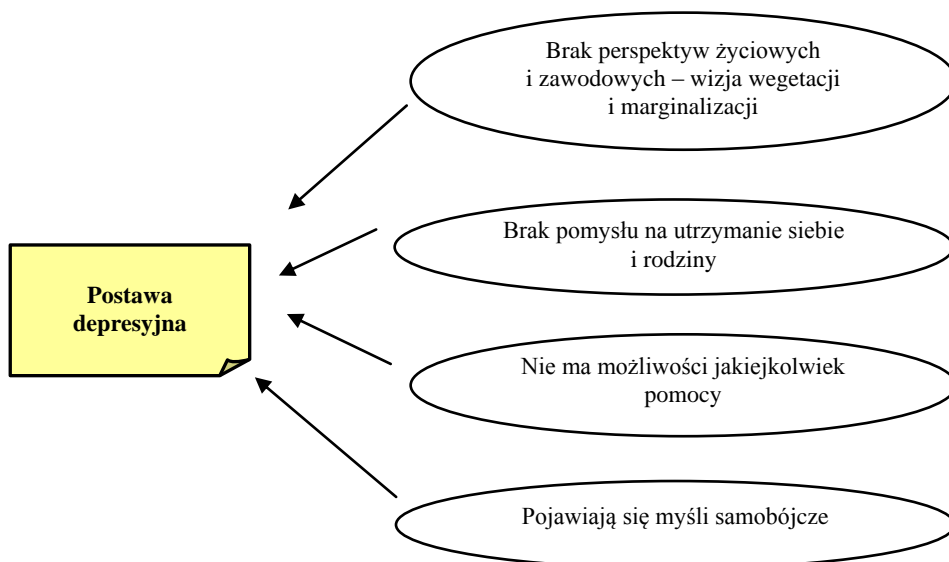 Brak perspektyw życiowych
i zawodowych – wizja wegetacji
i marginalizacji
Brak pomysłu na utrzymanie siebie
i rodziny
Postawa
depresyjna
Nie ma możliwości jakiejkolwiek
pomocy
Pojawiają się myśli samobójcze